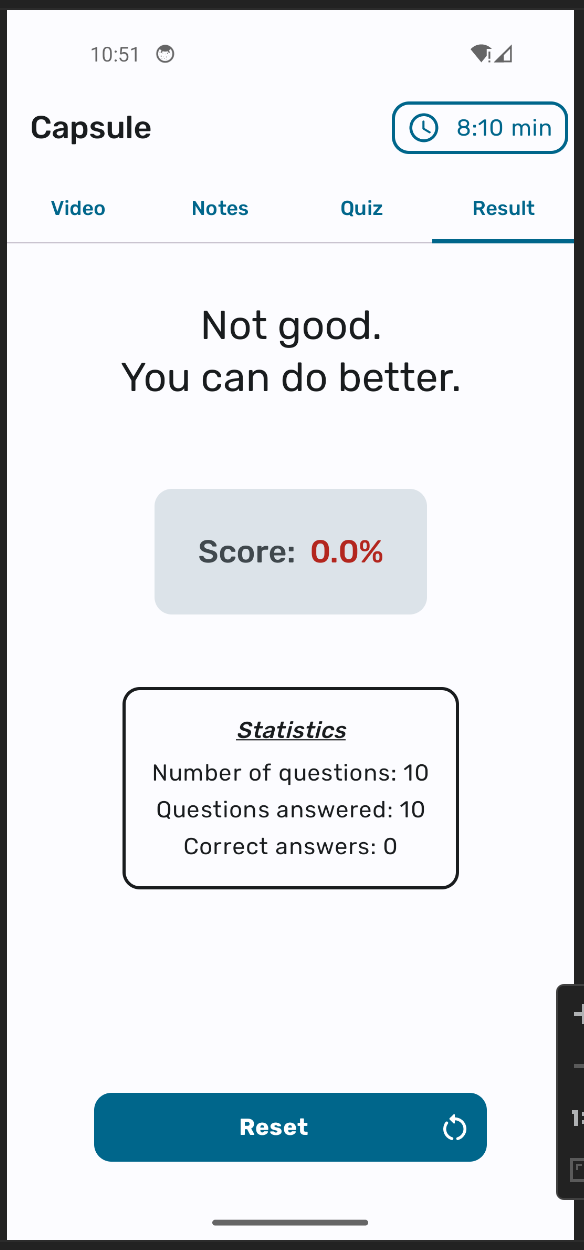 10:51
Capsule
8:10 min
Video Notes Quiz Result
Not good.
You can do better.
Score: 0.0%
Statistics
Number of questions: 10
Questions answered: 10
Correct answers: 0
Reset